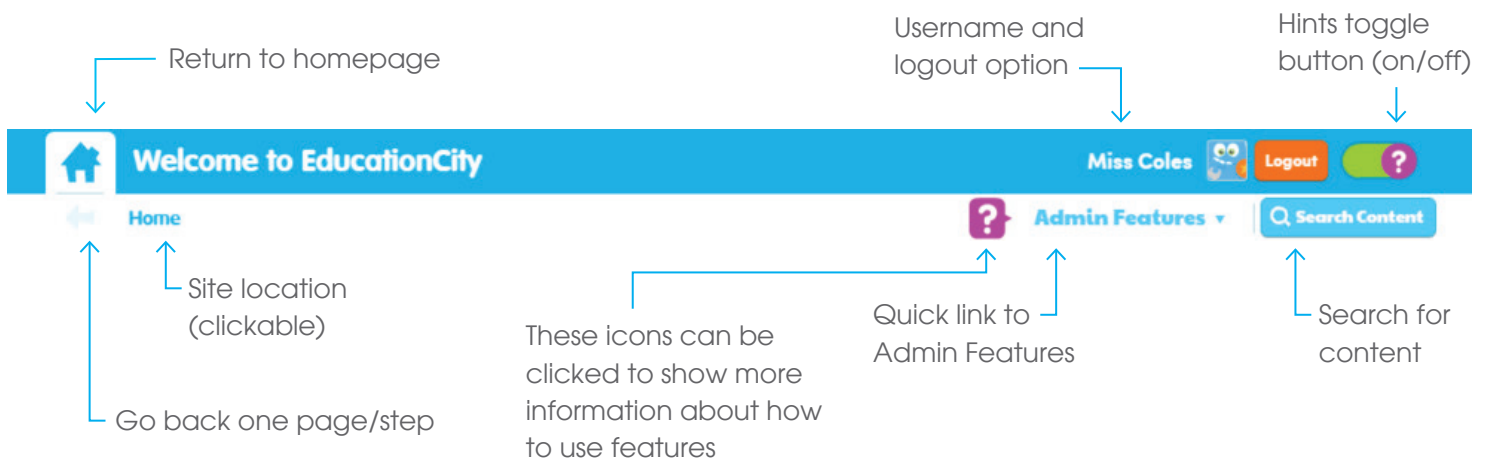 Return to homepage
Username and
logout option
Hints toggle
button (on/off)
Welcome to EducationCity
Miss Coles
Logout
?
Home
?
Admin Features
Search Content
Site location
(clickable)
Go back one page/step
These icons can be
clicked to show more
information about how
to use features
Quick link to
Admin Features
Search for
content